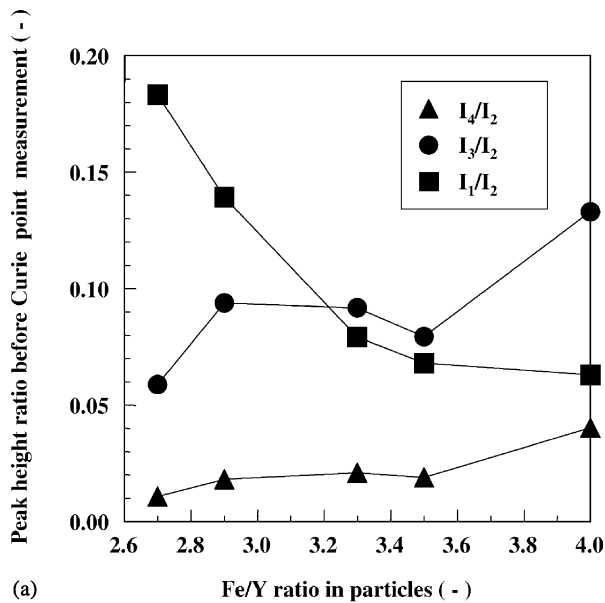 Peak height ratio before Curie point measurement ( - )
0.20
0.15
0.10
0.05
0.00
I₄/I₂
I₃/I₂
I₁/I₂
2.6 2.8 3.0 3.2 3.4 3.6 3.8 4.0
(a) Fe/Y ratio in particles ( - )